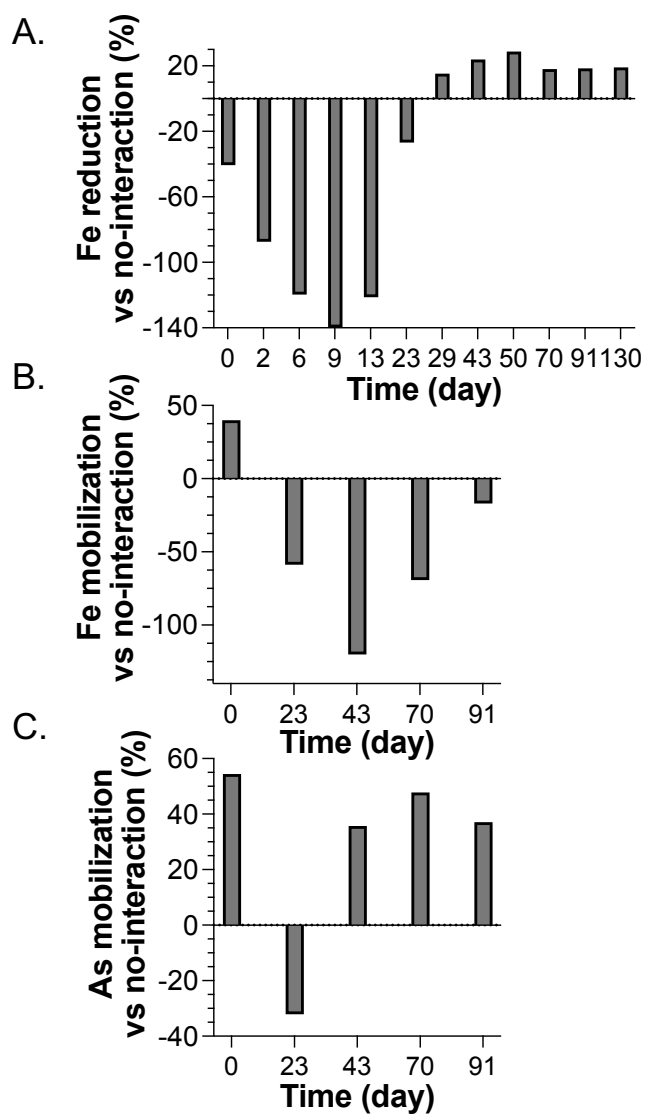 A.
Fe reduction
vs no-interaction (%)
20
-20
-60
-100
-140
0 2 6 9 13 23 29 43 50 70 91 130
Time (day)
B.
Fe mobilization
vs no-interaction (%)
50
0
-50
-100
0 23 43 70 91
Time (day)
C.
As mobilization
vs no-interaction (%)
60
40
20
0
-20
-40
0 23 43 70 91
Time (day)